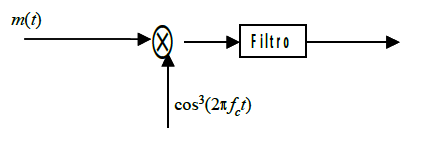 m(t)
Filtro
cos³(2πf_ct)